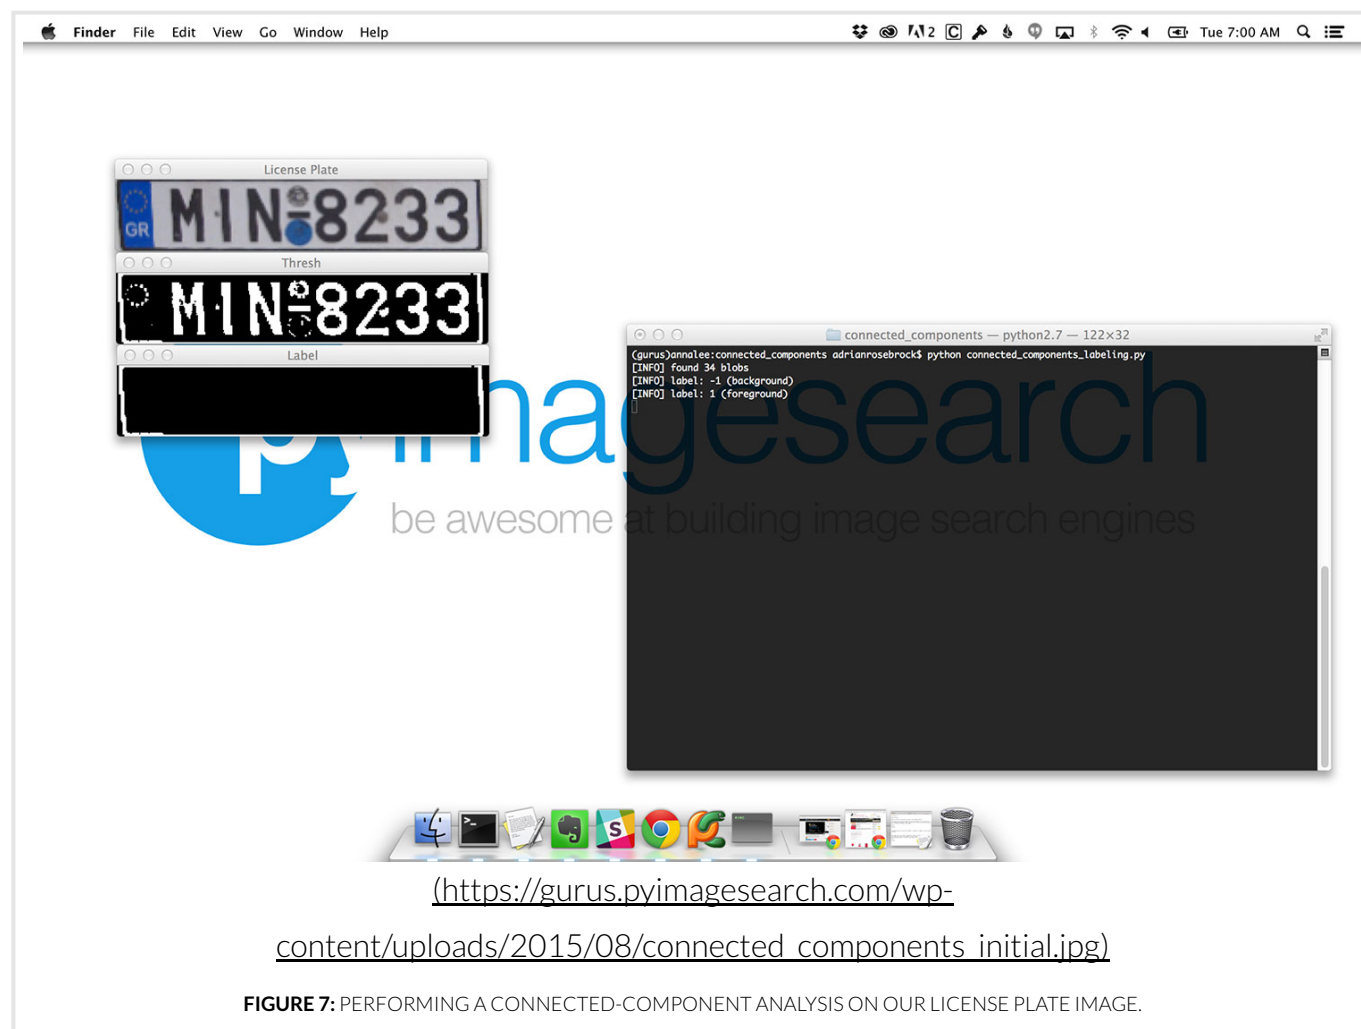 Finder File Edit View Go Window Help
2 Tue 7:00 AM
License Plate
GR MIN 8233
Thresh
MIN 8233
Label
connected_components — python2.7 — 122×32
(gurus)annalee:connected_components adrianrosebrock$ python connected_components_labeling.py
[INFO] found 34 blobs
[INFO] label: -1 (background)
[INFO] label: 1 (foreground)
pyimagesearch
be awesome at building image search engines
(https://gurus.pyimagesearch.com/wp-
content/uploads/2015/08/connected_components_initial.jpg)
FIGURE 7: PERFORMING A CONNECTED-COMPONENT ANALYSIS ON OUR LICENSE PLATE IMAGE.